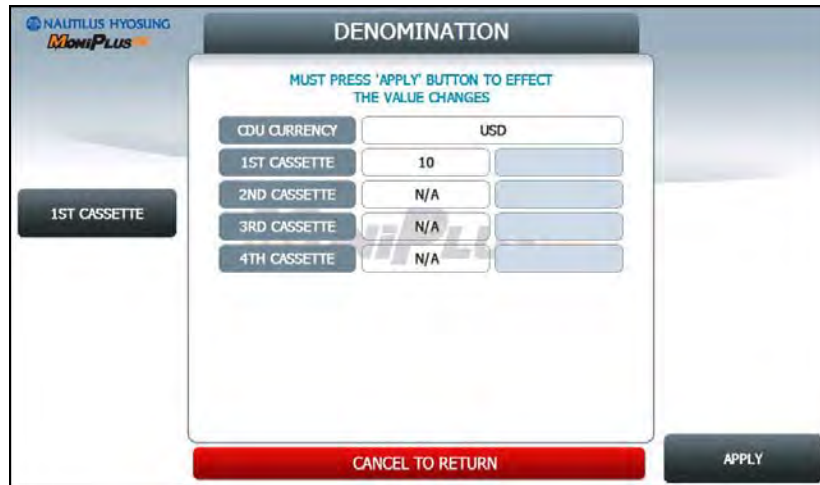 NAUTILUS HYOSUNG
MONIPLUS
DENOMINATION
MUST PRESS 'APPLY' BUTTON TO EFFECT
THE VALUE CHANGES
CDU CURRENCY USD
1ST CASSETTE 10
2ND CASSETTE N/A
3RD CASSETTE N/A
4TH CASSETTE N/A
1ST CASSETTE
CANCEL TO RETURN
APPLY